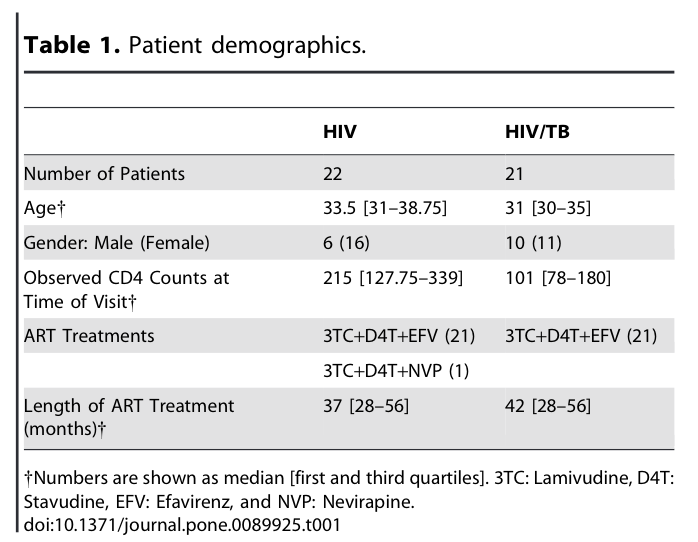 Table 1. Patient demographics.
HIV HIV/TB
Number of Patients 22 21
Age† 33.5 [31–38.75] 31 [30–35]
Gender: Male (Female) 6 (16) 10 (11)
Observed CD4 Counts at 215 [127.75–339] 101 [78–180]
Time of Visit†
ART Treatments 3TC+D4T+EFV (21) 3TC+D4T+EFV (21)
3TC+D4T+NVP (1)
Length of ART Treatment 37 [28–56] 42 [28–56]
(months)†
†Numbers are shown as median [first and third quartiles]. 3TC: Lamivudine, D4T:
Stavudine, EFV: Efavirenz, and NVP: Nevirapine.
doi:10.1371/journal.pone.0089925.t001